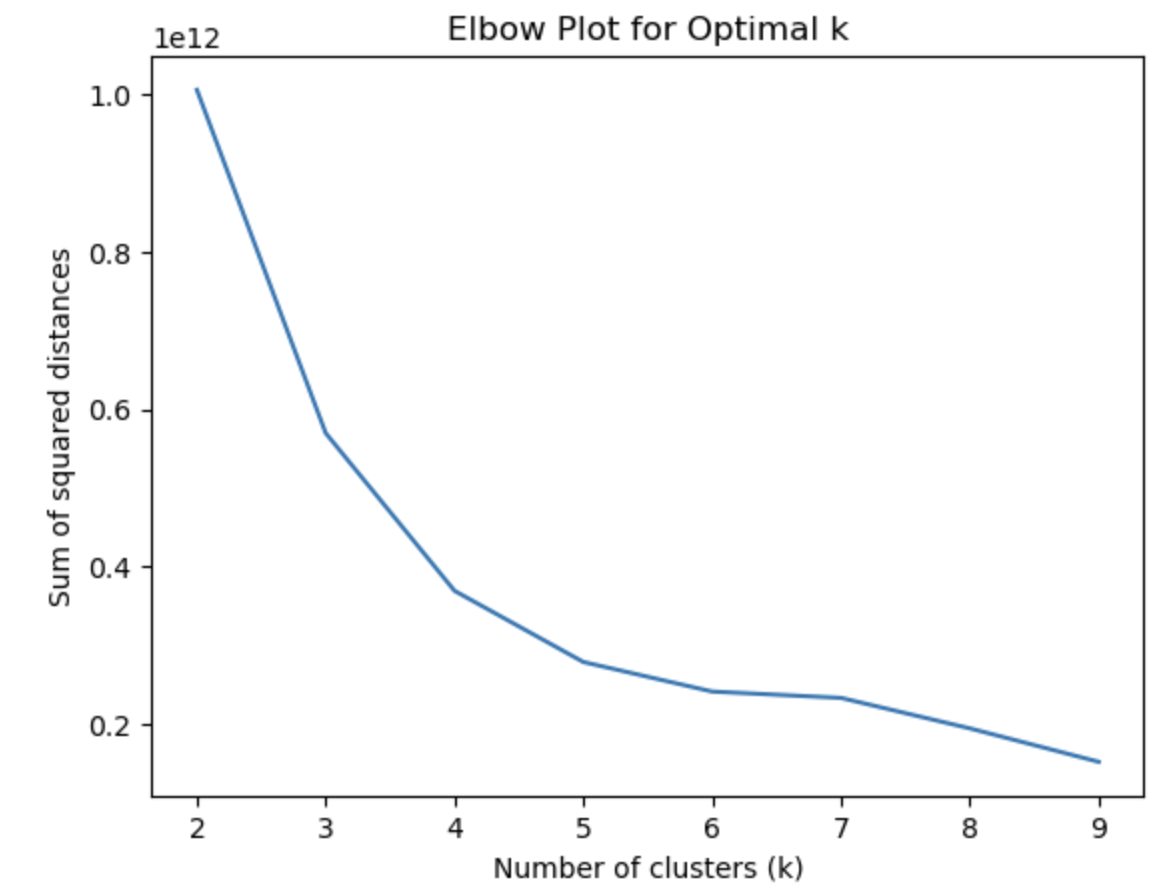 Elbow Plot for Optimal k
1e12
1.0
0.8
0.6
0.4
0.2
Sum of squared distances
2 3 4 5 6 7 8 9
Number of clusters (k)